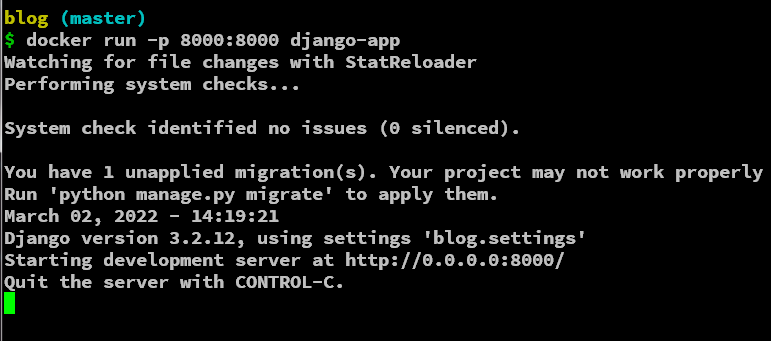 blog (master)
$ docker run -p 8000:8000 django-app
Watching for file changes with StatReloader
Performing system checks...
System check identified no issues (0 silenced).
You have 1 unapplied migration(s). Your project may not work properly
Run 'python manage.py migrate' to apply them.
March 02, 2022 - 14:19:21
Django version 3.2.12, using settings 'blog.settings'
Starting development server at http://0.0.0.0:8000/
Quit the server with CONTROL-C.